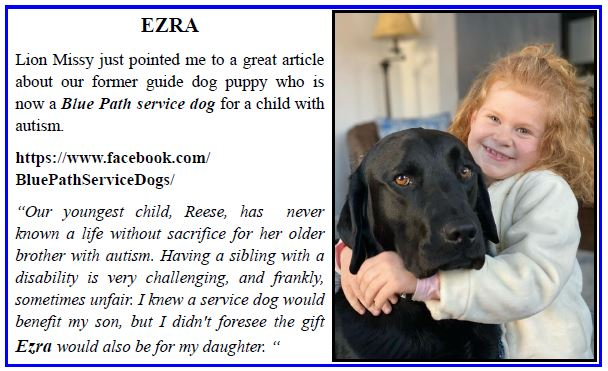 EZRA
Lion Missy just pointed me to a great article
about our former guide dog puppy who is
now a Blue Path service dog for a child with
autism.
https://www.facebook.com/
BluePathServiceDogs/
“Our youngest child, Reese, has never
known a life without sacrifice for her older
brother with autism. Having a sibling with a
disability is very challenging, and frankly,
sometimes unfair. I knew a service dog would
benefit my son, but I didn't foresee the gift
Ezra would also be for my daughter. “